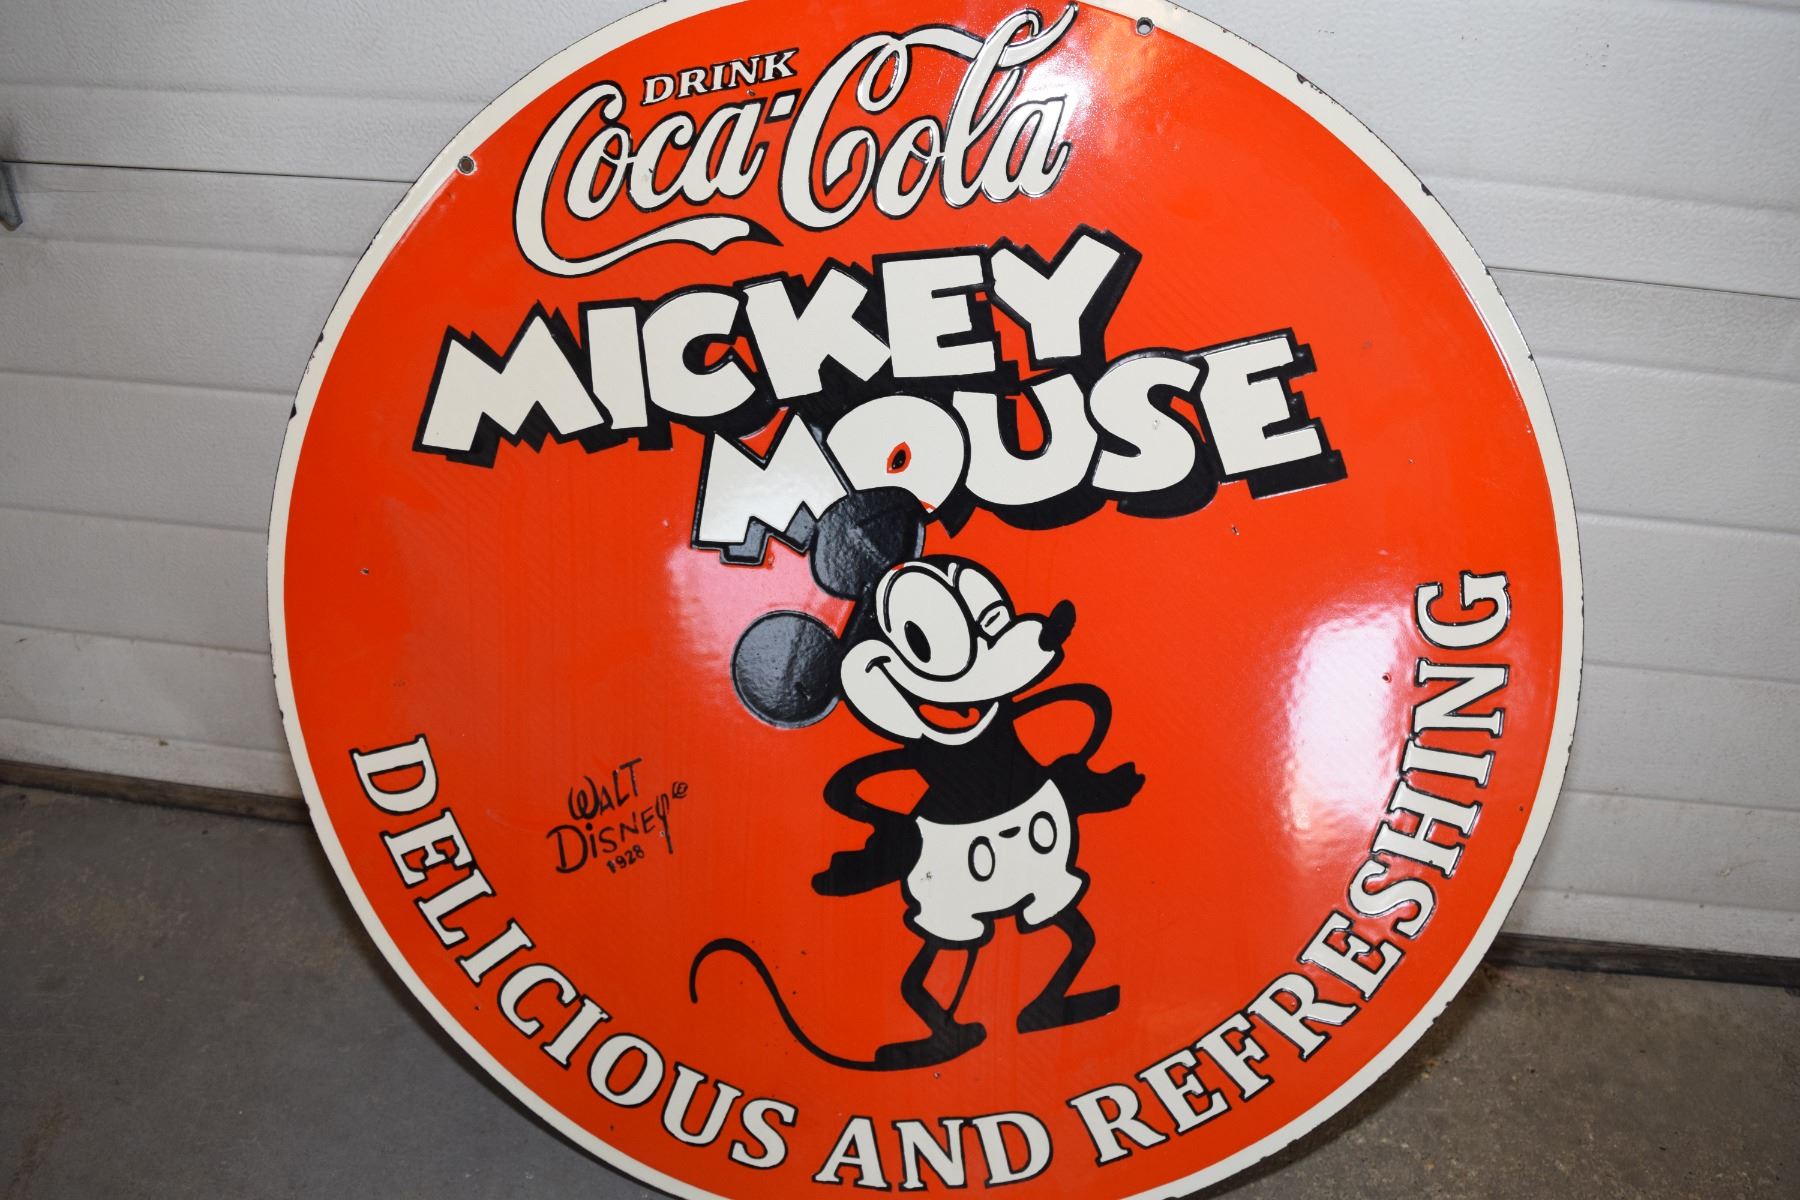 DRINK
Coca-Cola
MICKEY
MOUSE
WALT
DISNEY ©
1928
DELICIOUS AND REFRESHING